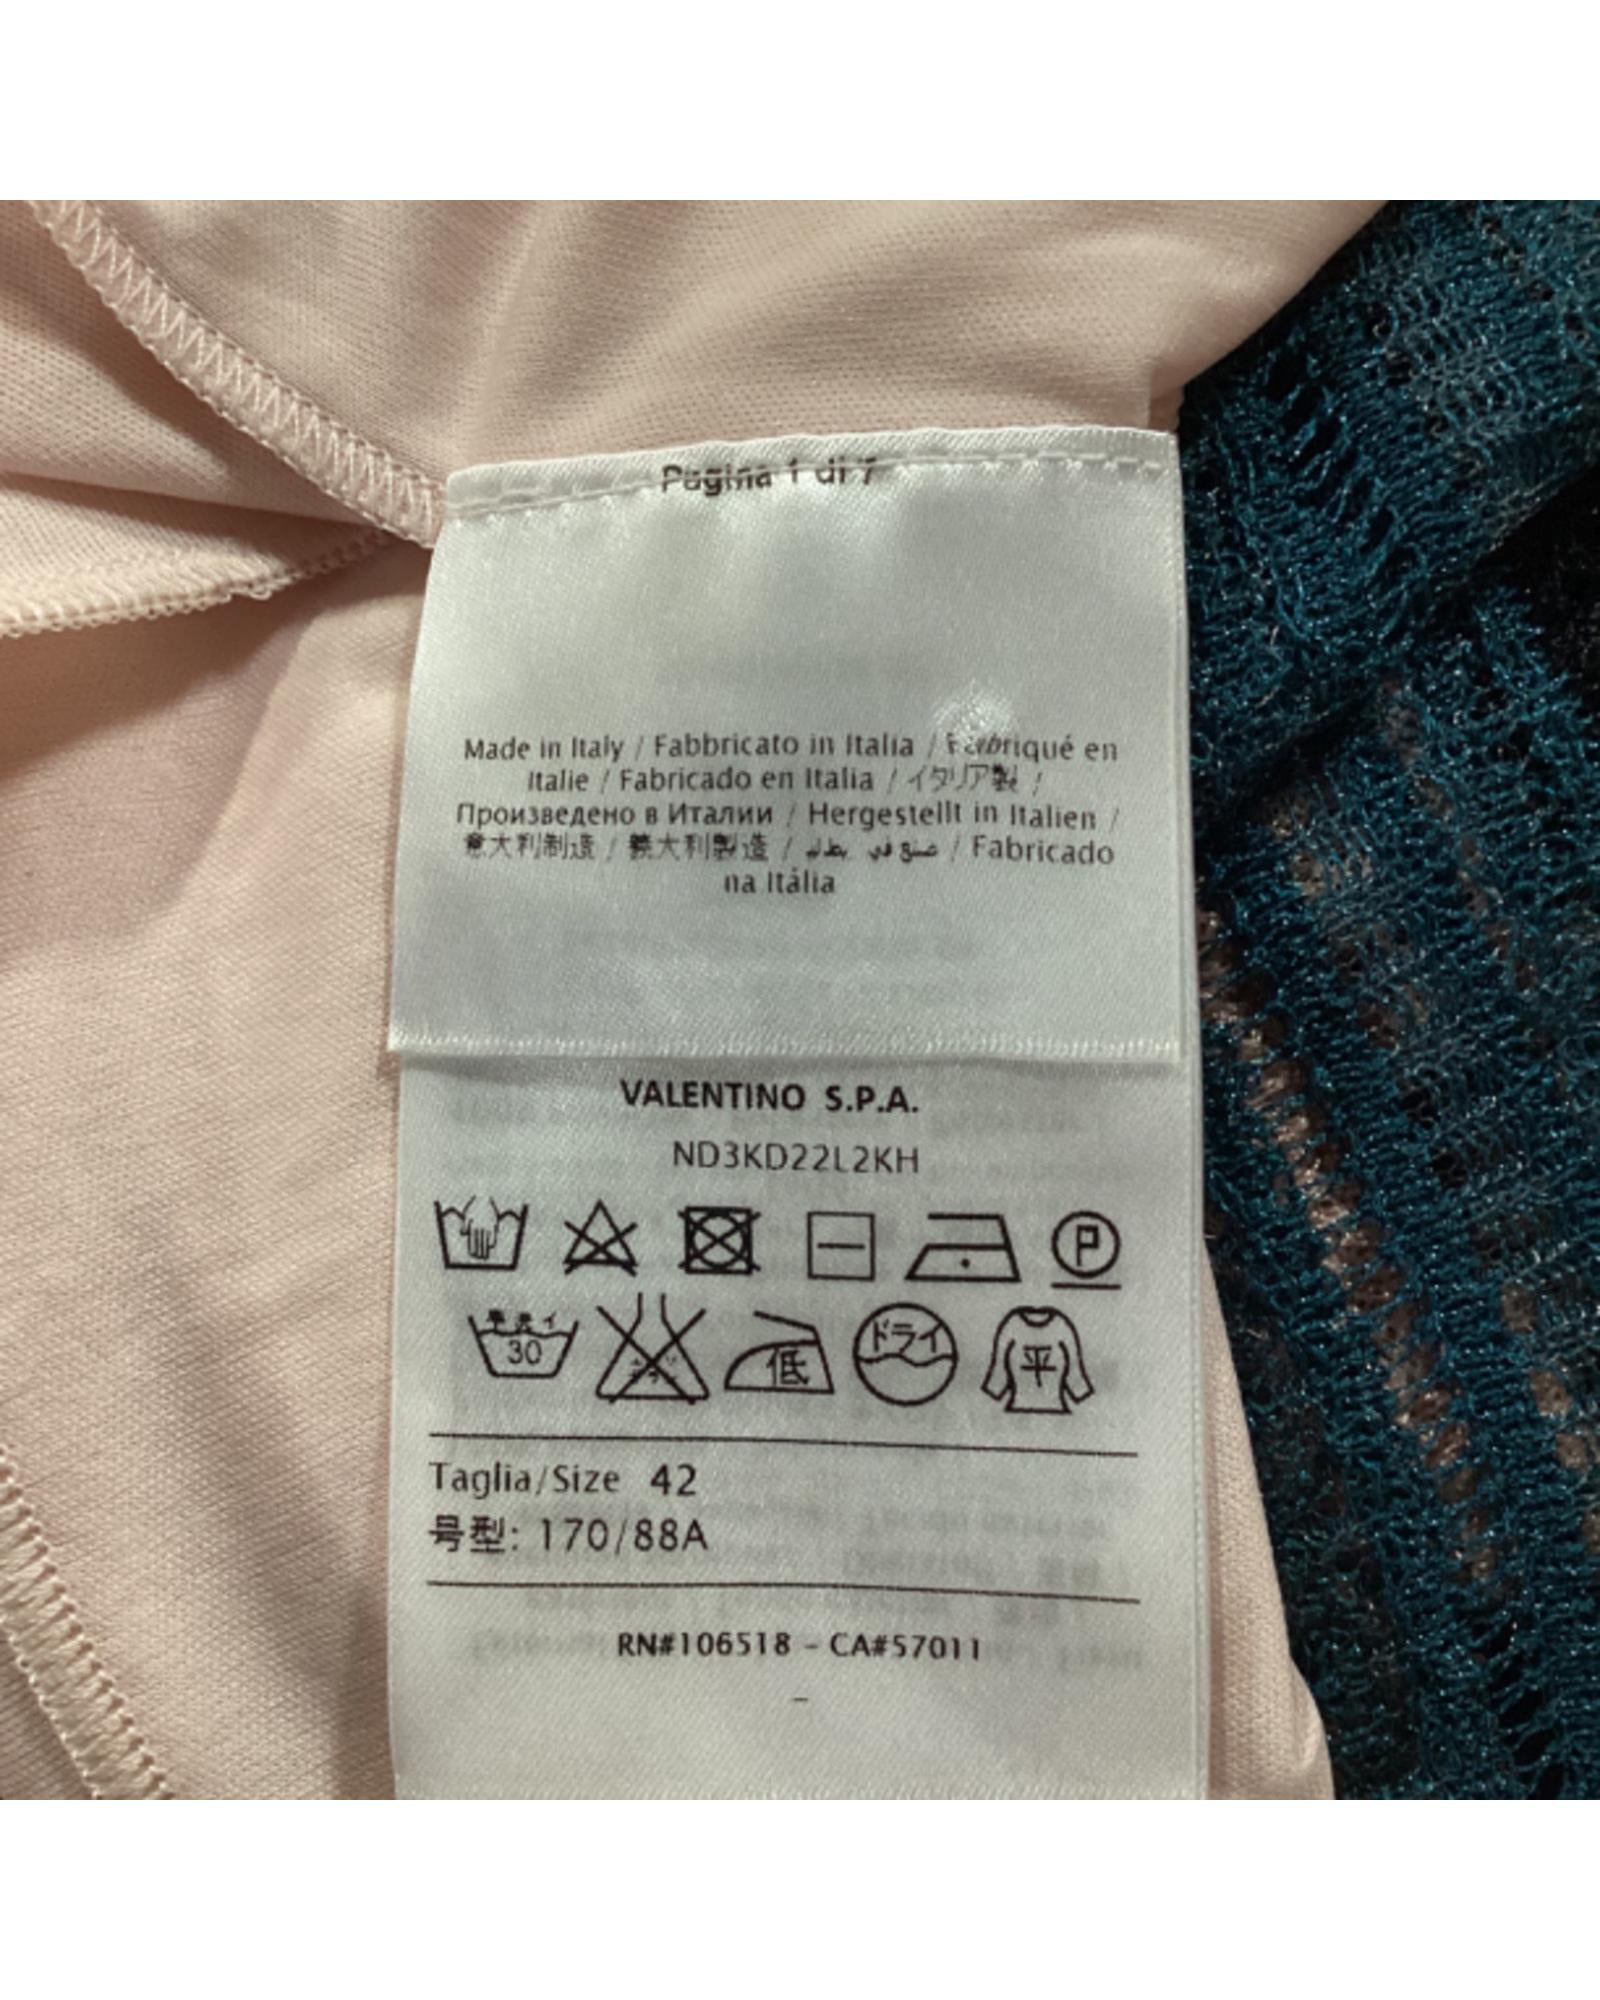 Pagina 1 di 7
Made in Italy / Fabbricato in Italia / Fabriqué en
Italie / Fabricado en Italia / イタリア製 /
Произведено в Италии / Hergestellt in Italien /
意大利制造 / 義大利製造 / صنع في إيطاليا / Fabricado
na Itália
VALENTINO S.P.A.
ND3KD22L2KH
P
30
低
ドライ
平
Taglia/Size 42
号型: 170/88A
RN#106518 - CA#57011
-